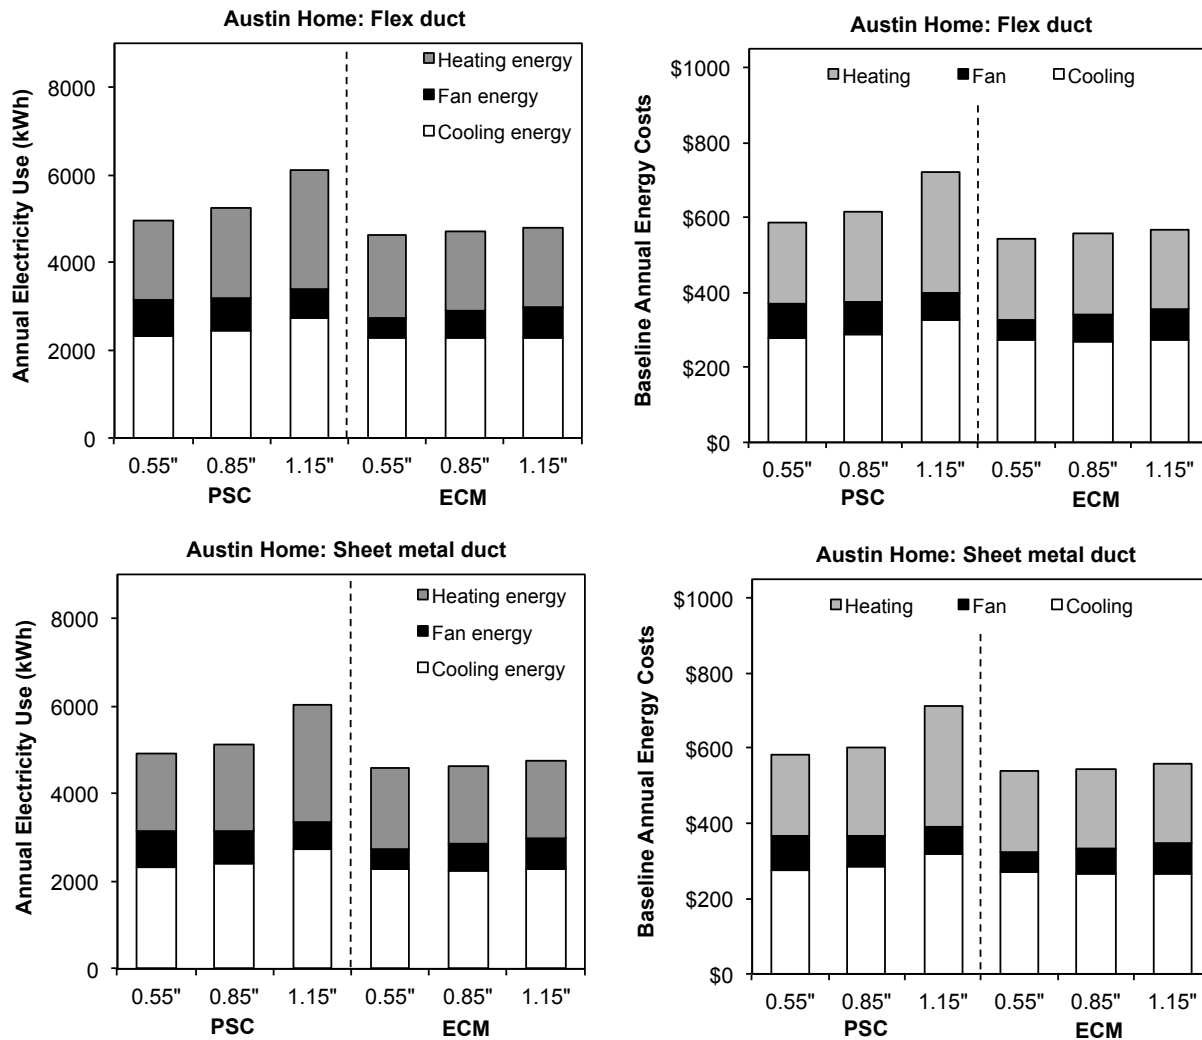 Austin Home: Flex duct
Annual Electricity Use (kWh)
8000
6000
4000
2000
0
Heating energy
Fan energy
Cooling energy
0.55" 0.85" 1.15" 0.55" 0.85" 1.15"
PSC ECM
Austin Home: Flex duct
Baseline Annual Energy Costs
$1000
$800
$600
$400
$200
$0
Heating Fan Cooling
0.55" 0.85" 1.15" 0.55" 0.85" 1.15"
PSC ECM
Austin Home: Sheet metal duct
Annual Electricity Use (kWh)
8000
6000
4000
2000
0
Heating energy
Fan energy
Cooling energy
0.55" 0.85" 1.15" 0.55" 0.85" 1.15"
PSC ECM
Austin Home: Sheet metal duct
Baseline Annual Energy Costs
$1000
$800
$600
$400
$200
$0
Heating Fan Cooling
0.55" 0.85" 1.15" 0.55" 0.85" 1.15"
PSC ECM